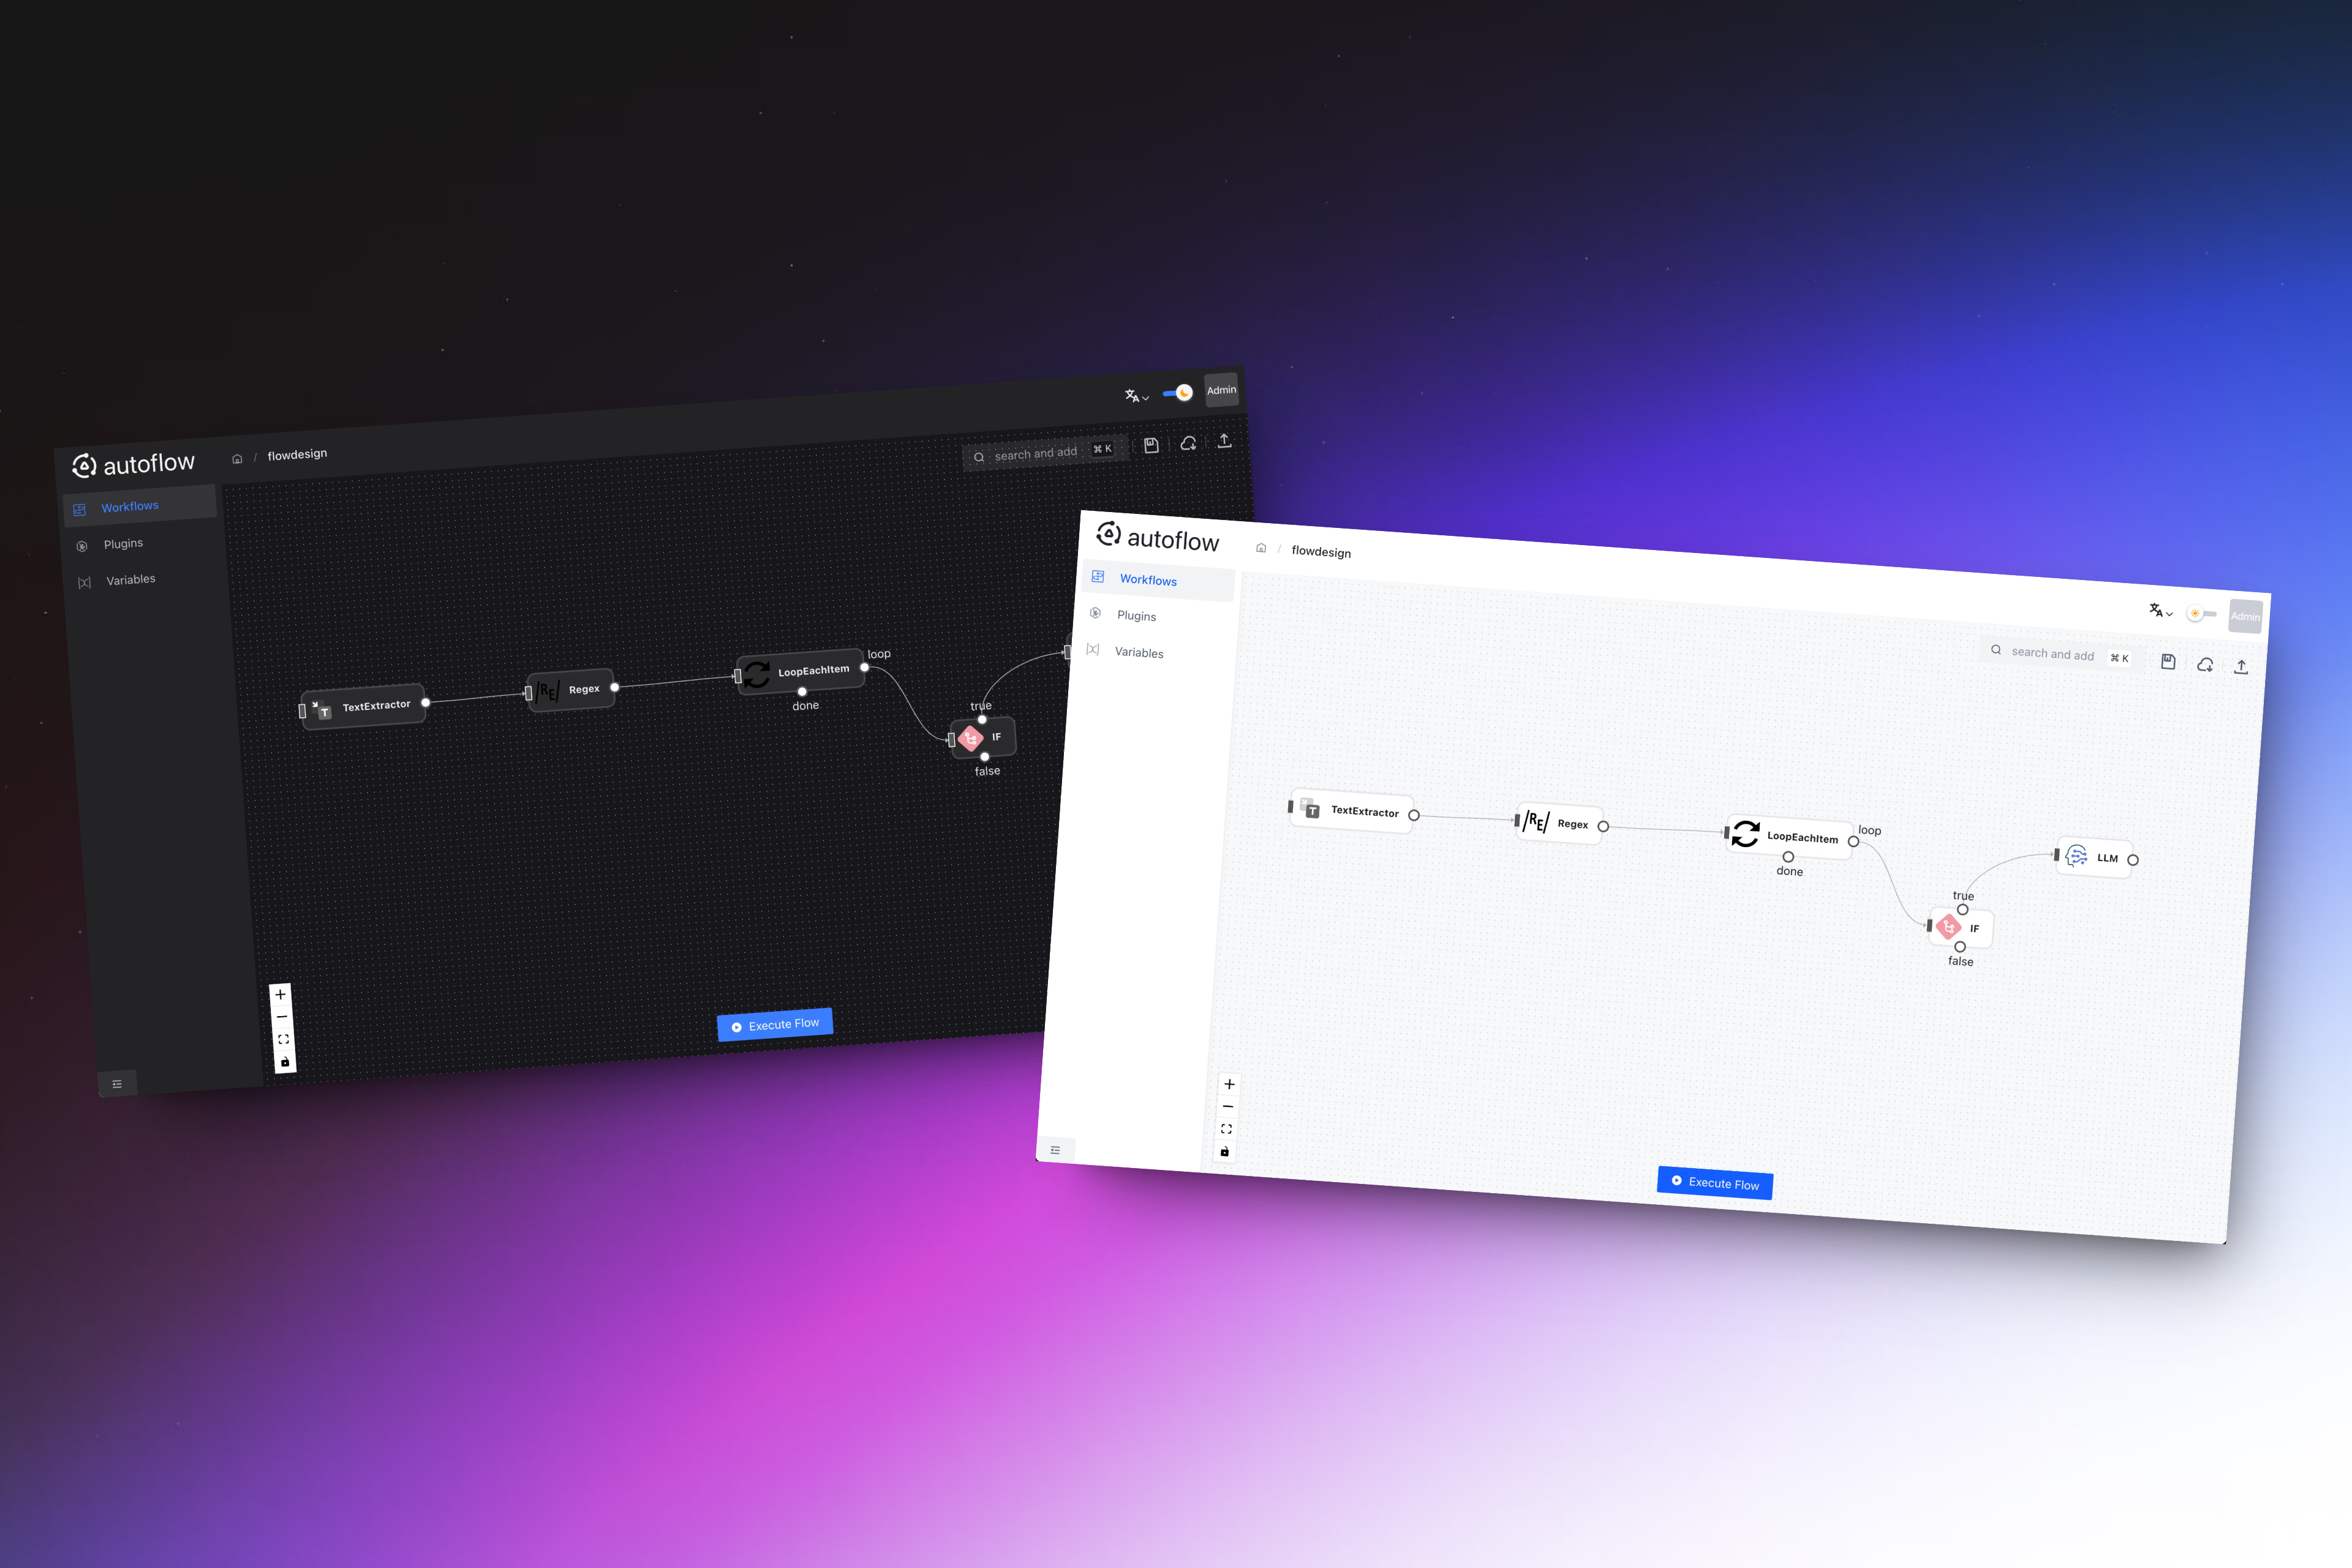 autoflow
/ flowdesign
Admin
search and add ⌘ K
Workflows
Plugins
Variables
TextExtractor
/RE/ Regex
LoopEachItem
loop
done
true
IF
false
Execute Flow
autoflow
/ flowdesign
Admin
search and add ⌘ K
Workflows
Plugins
Variables
T TextExtractor
/RE/ Regex
LoopEachItem
loop
done
true
IF
false
LLM
Execute Flow